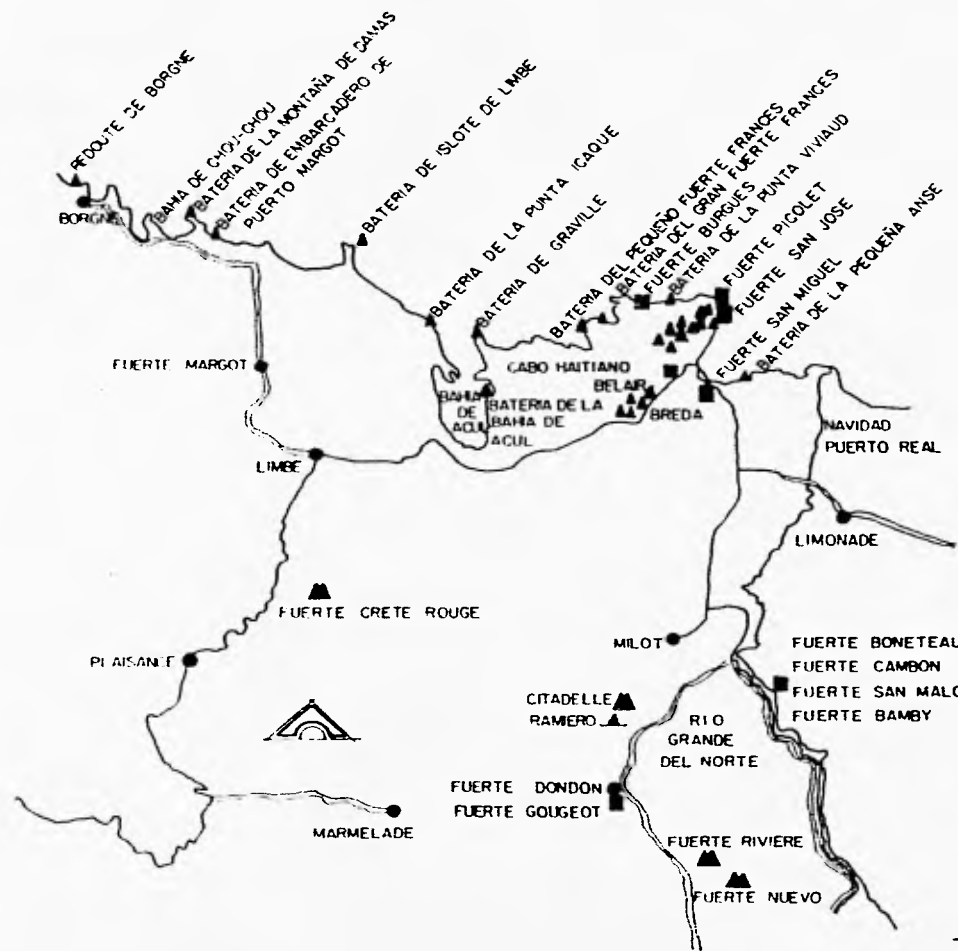 REDOUTE DE BORGNE
BORGNE
BAHIA DE CHOU-CHOU
BATERIA DE LA MONTAÑA DE DAMAS
BATERIA DE EMBARCADERO DE
PUERTO MARGOT
BATERIA DE ISLOTE DE LIMBE
BATERIA DE LA PUNTA ICAQUE
BATERIA DE GRAVILLE
BATERIA DEL PEQUEÑO FUERTE FRANCES
BATERIA DEL GRAN FUERTE FRANCES
FUERTE BURGUES
BATERIA DE LA PUNTA VIVIAUD
FUERTE PICOLET
FUERTE SAN JOSE
FUERTE SAN MIGUEL
BATERIA DE LA PEQUEÑA ANSE
FUERTE MARGOT
CABO HAITIANO
BELAIR
BREDA
BAHIA
DE
ACUL
BATERIA DE LA
BAHIA DE
ACUL
NAVIDAD
PUERTO REAL
LIMBE
LIMONADE
FUERTE CRETE ROUGE
PLAISANCE
MILOT
FUERTE BONETEAU
FUERTE CAMBON
FUERTE SAN MALO
FUERTE BAMBY
CITADELLE
RAMIERO
RIO
GRANDE
DEL NORTE
FUERTE DONDON
FUERTE GOUGEOT
MARMELADE
FUERTE RIVIERE
FUERTE NUEVO